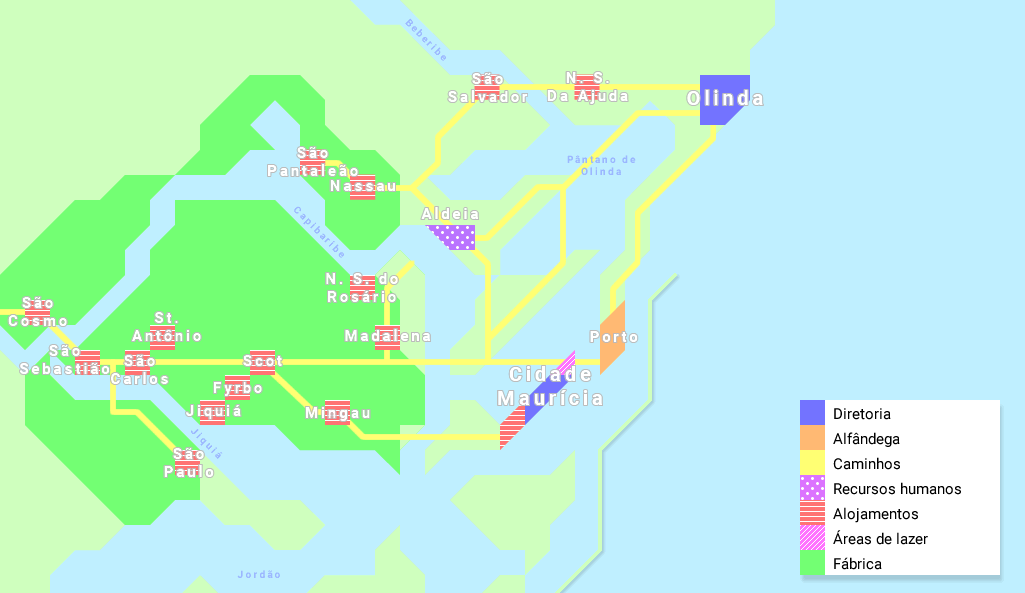 Beberibe
São
Salvador
N. S.
Da Ajuda
Olinda
São
Pantaleão
Nassau
Pântano de
Olinda
Aldeia
Capibaribe
N. S. do
Rosário
São
Cosmo
St.
Antônio
Madalena
Porto
São
Sebastião
São
Carlos
Scot
Fyrbo
Cidade
Maurícia
Jiquiá
Mingau
Jiquiá
São
Paulo
Jordão
Diretoria
Alfândega
Caminhos
Recursos humanos
Alojamentos
Áreas de lazer
Fábrica